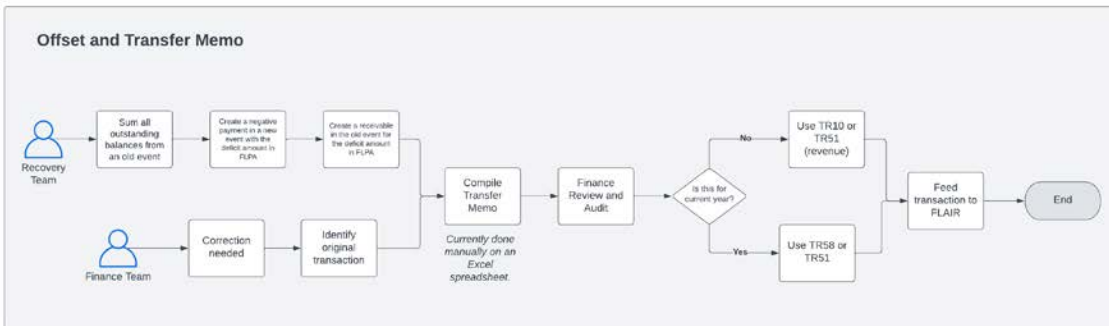 Offset and Transfer Memo
Sum all
outstanding
balances from
an old event
Create a negative
payment in a new
event with the
deficit amount in
FLPA
Create a receivable
in the old event for
the deficit amount
in FLPA
Recovery
Team
Compile
Transfer
Memo
Currently done
manually on an
Excel
spreadsheet.
Finance
Review and
Audit
Is this for
current year?
No
Use TR10 or
TR51
(revenue)
Yes
Use TR58 or
TR51
Feed
transaction to
FLAIR
End
Finance Team
Correction
needed
Identify
original
transaction